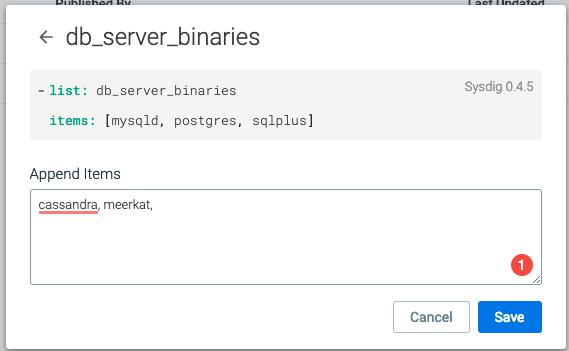 Published By Last Updated
← db_server_binaries
- list: db_server_binaries Sysdig 0.4.5
items: [mysqld, postgres, sqlplus]
Append Items
cassandra, meerkat,
1
Cancel Save